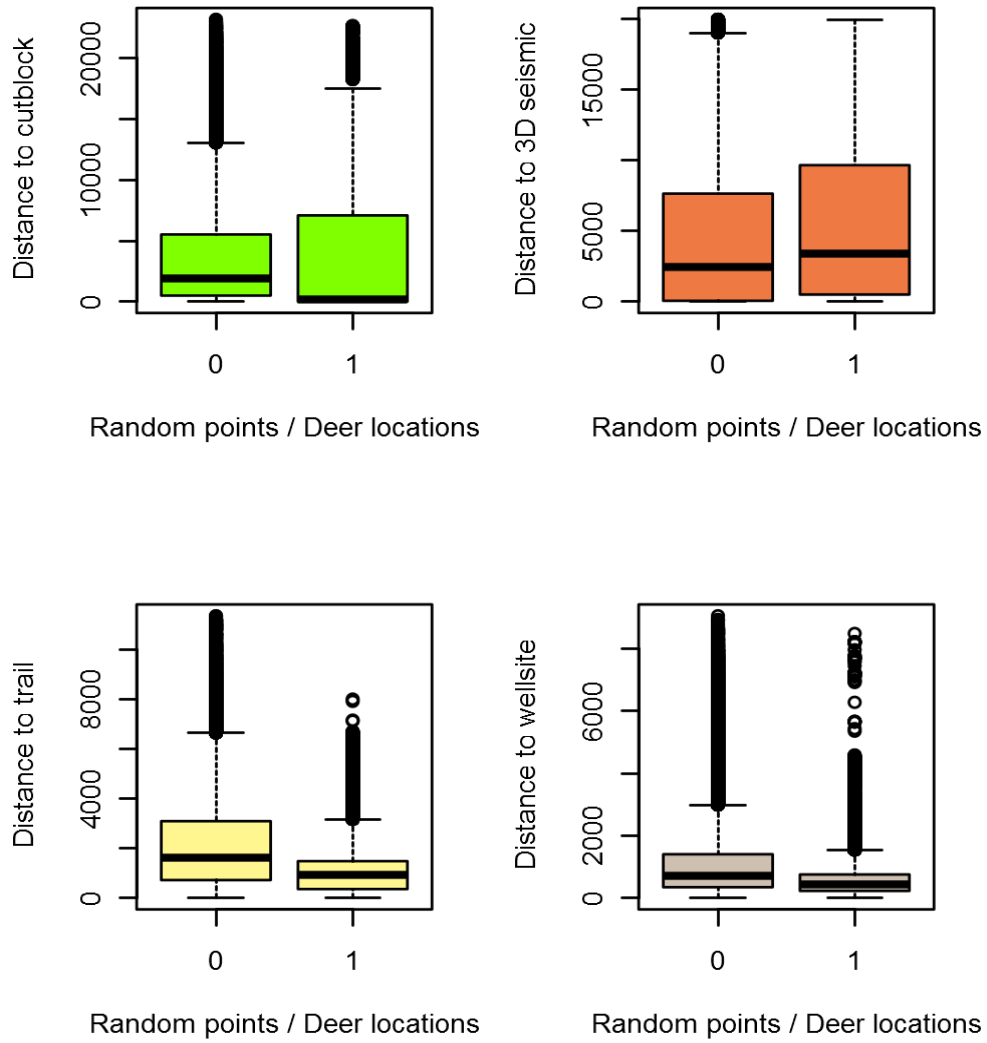 Distance to cutblock
20000
10000
0
0 1
Random points / Deer locations
Distance to 3D seismic
15000
5000
0
0 1
Random points / Deer locations
Distance to trail
8000
4000
0
0 1
Random points / Deer locations
Distance to wellsite
6000
2000
0
0 1
Random points / Deer locations